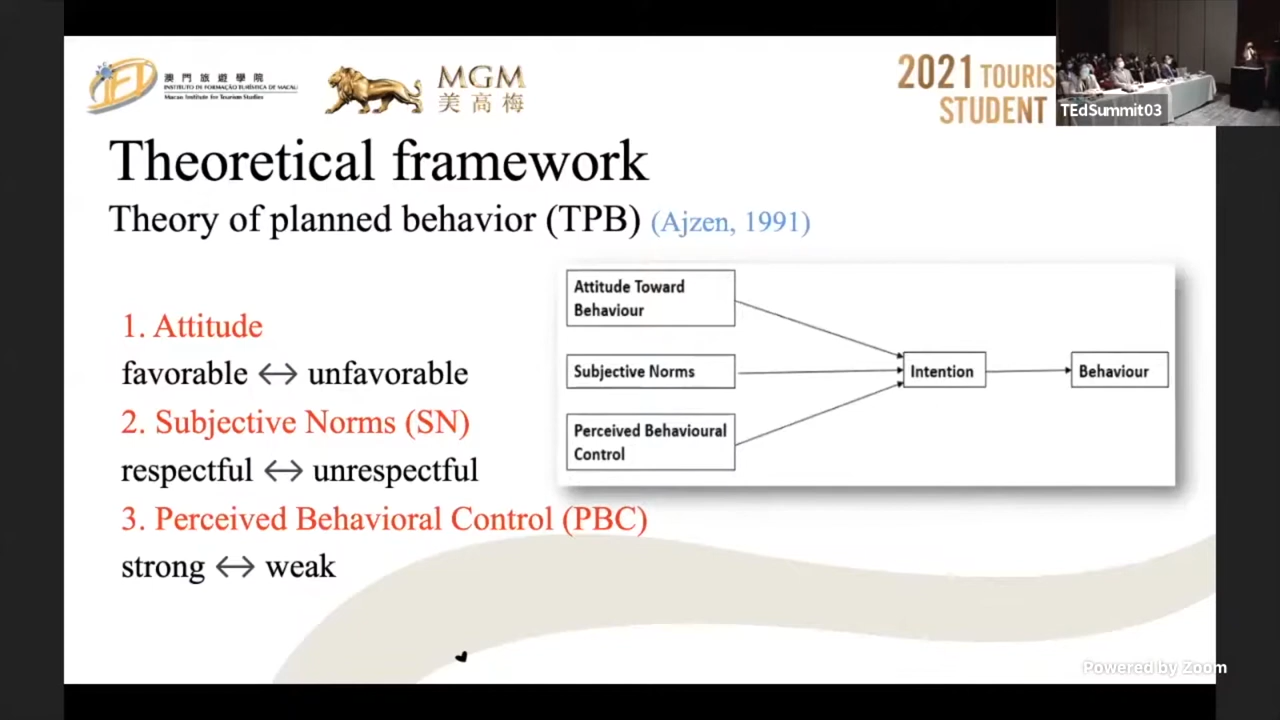 澳門旅遊學院
INSTITUTO DE FORMAÇÃO TURÍSTICA DE MACAU
Macao Institute for Tourism Studies
MGM
美高梅
2021 TOURIS
STUDENT
TEdSummit03
Theoretical framework
Theory of planned behavior (TPB) (Ajzen, 1991)
1. Attitude
favorable ↔ unfavorable
2. Subjective Norms (SN)
respectful ↔ unrespectful
3. Perceived Behavioral Control (PBC)
strong ↔ weak
Attitude Toward
Behaviour
Subjective Norms
Perceived Behavioural
Control
Intention
Behaviour
Powered by Zoom